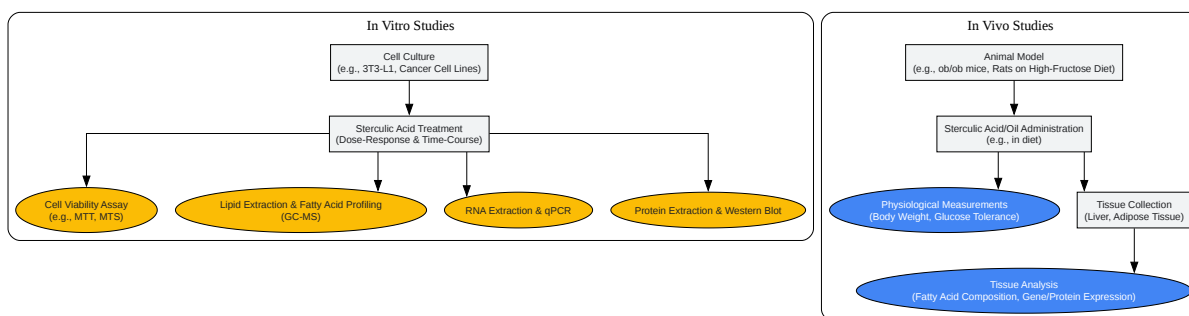 In Vitro Studies
Cell Culture
(e.g., 3T3-L1, Cancer Cell Lines)
Sterculic Acid Treatment
(Dose-Response & Time-Course)
Cell Viability Assay
(e.g., MTT, MTS)
Lipid Extraction & Fatty Acid Profiling
(GC-MS)
RNA Extraction & qPCR
Protein Extraction & Western Blot
In Vivo Studies
Animal Model
(e.g., ob/ob mice, Rats on High-Fructose Diet)
Sterculic Acid/Oil Administration
(e.g., in diet)
Physiological Measurements
(Body Weight, Glucose Tolerance)
Tissue Collection
(Liver, Adipose Tissue)
Tissue Analysis
(Fatty Acid Composition, Gene/Protein Expression)